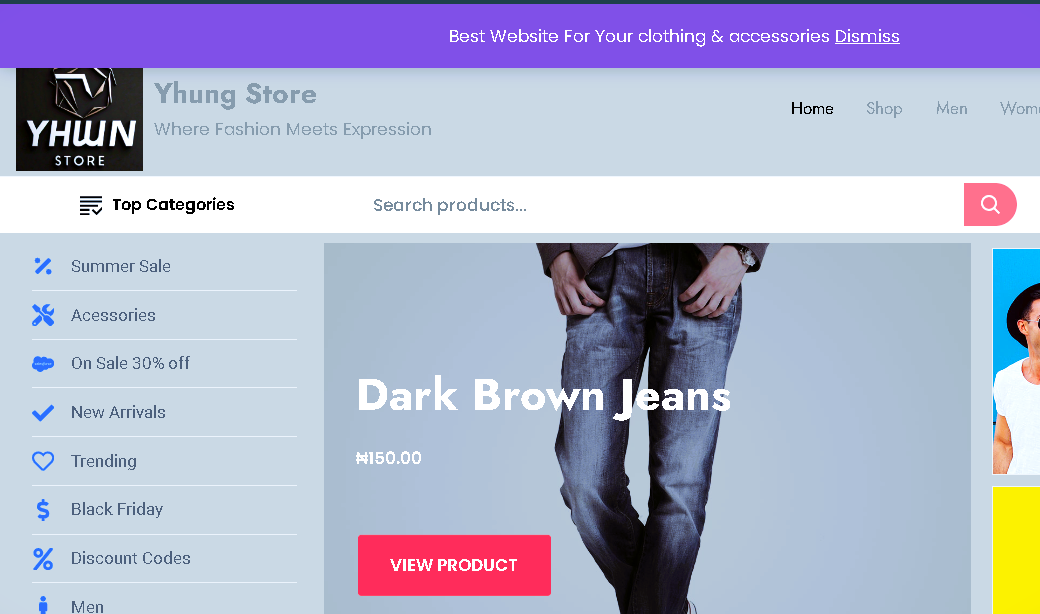 Best Website For Your clothing & accessories Dismiss
YHWN
STORE
Yhung Store
Where Fashion Meets Expression
Home Shop Men Wome
Top Categories
Search products...
Summer Sale
Acessories
On Sale 30% off
New Arrivals
Trending
Black Friday
Discount Codes
Men
Dark Brown Jeans
₦150.00
VIEW PRODUCT